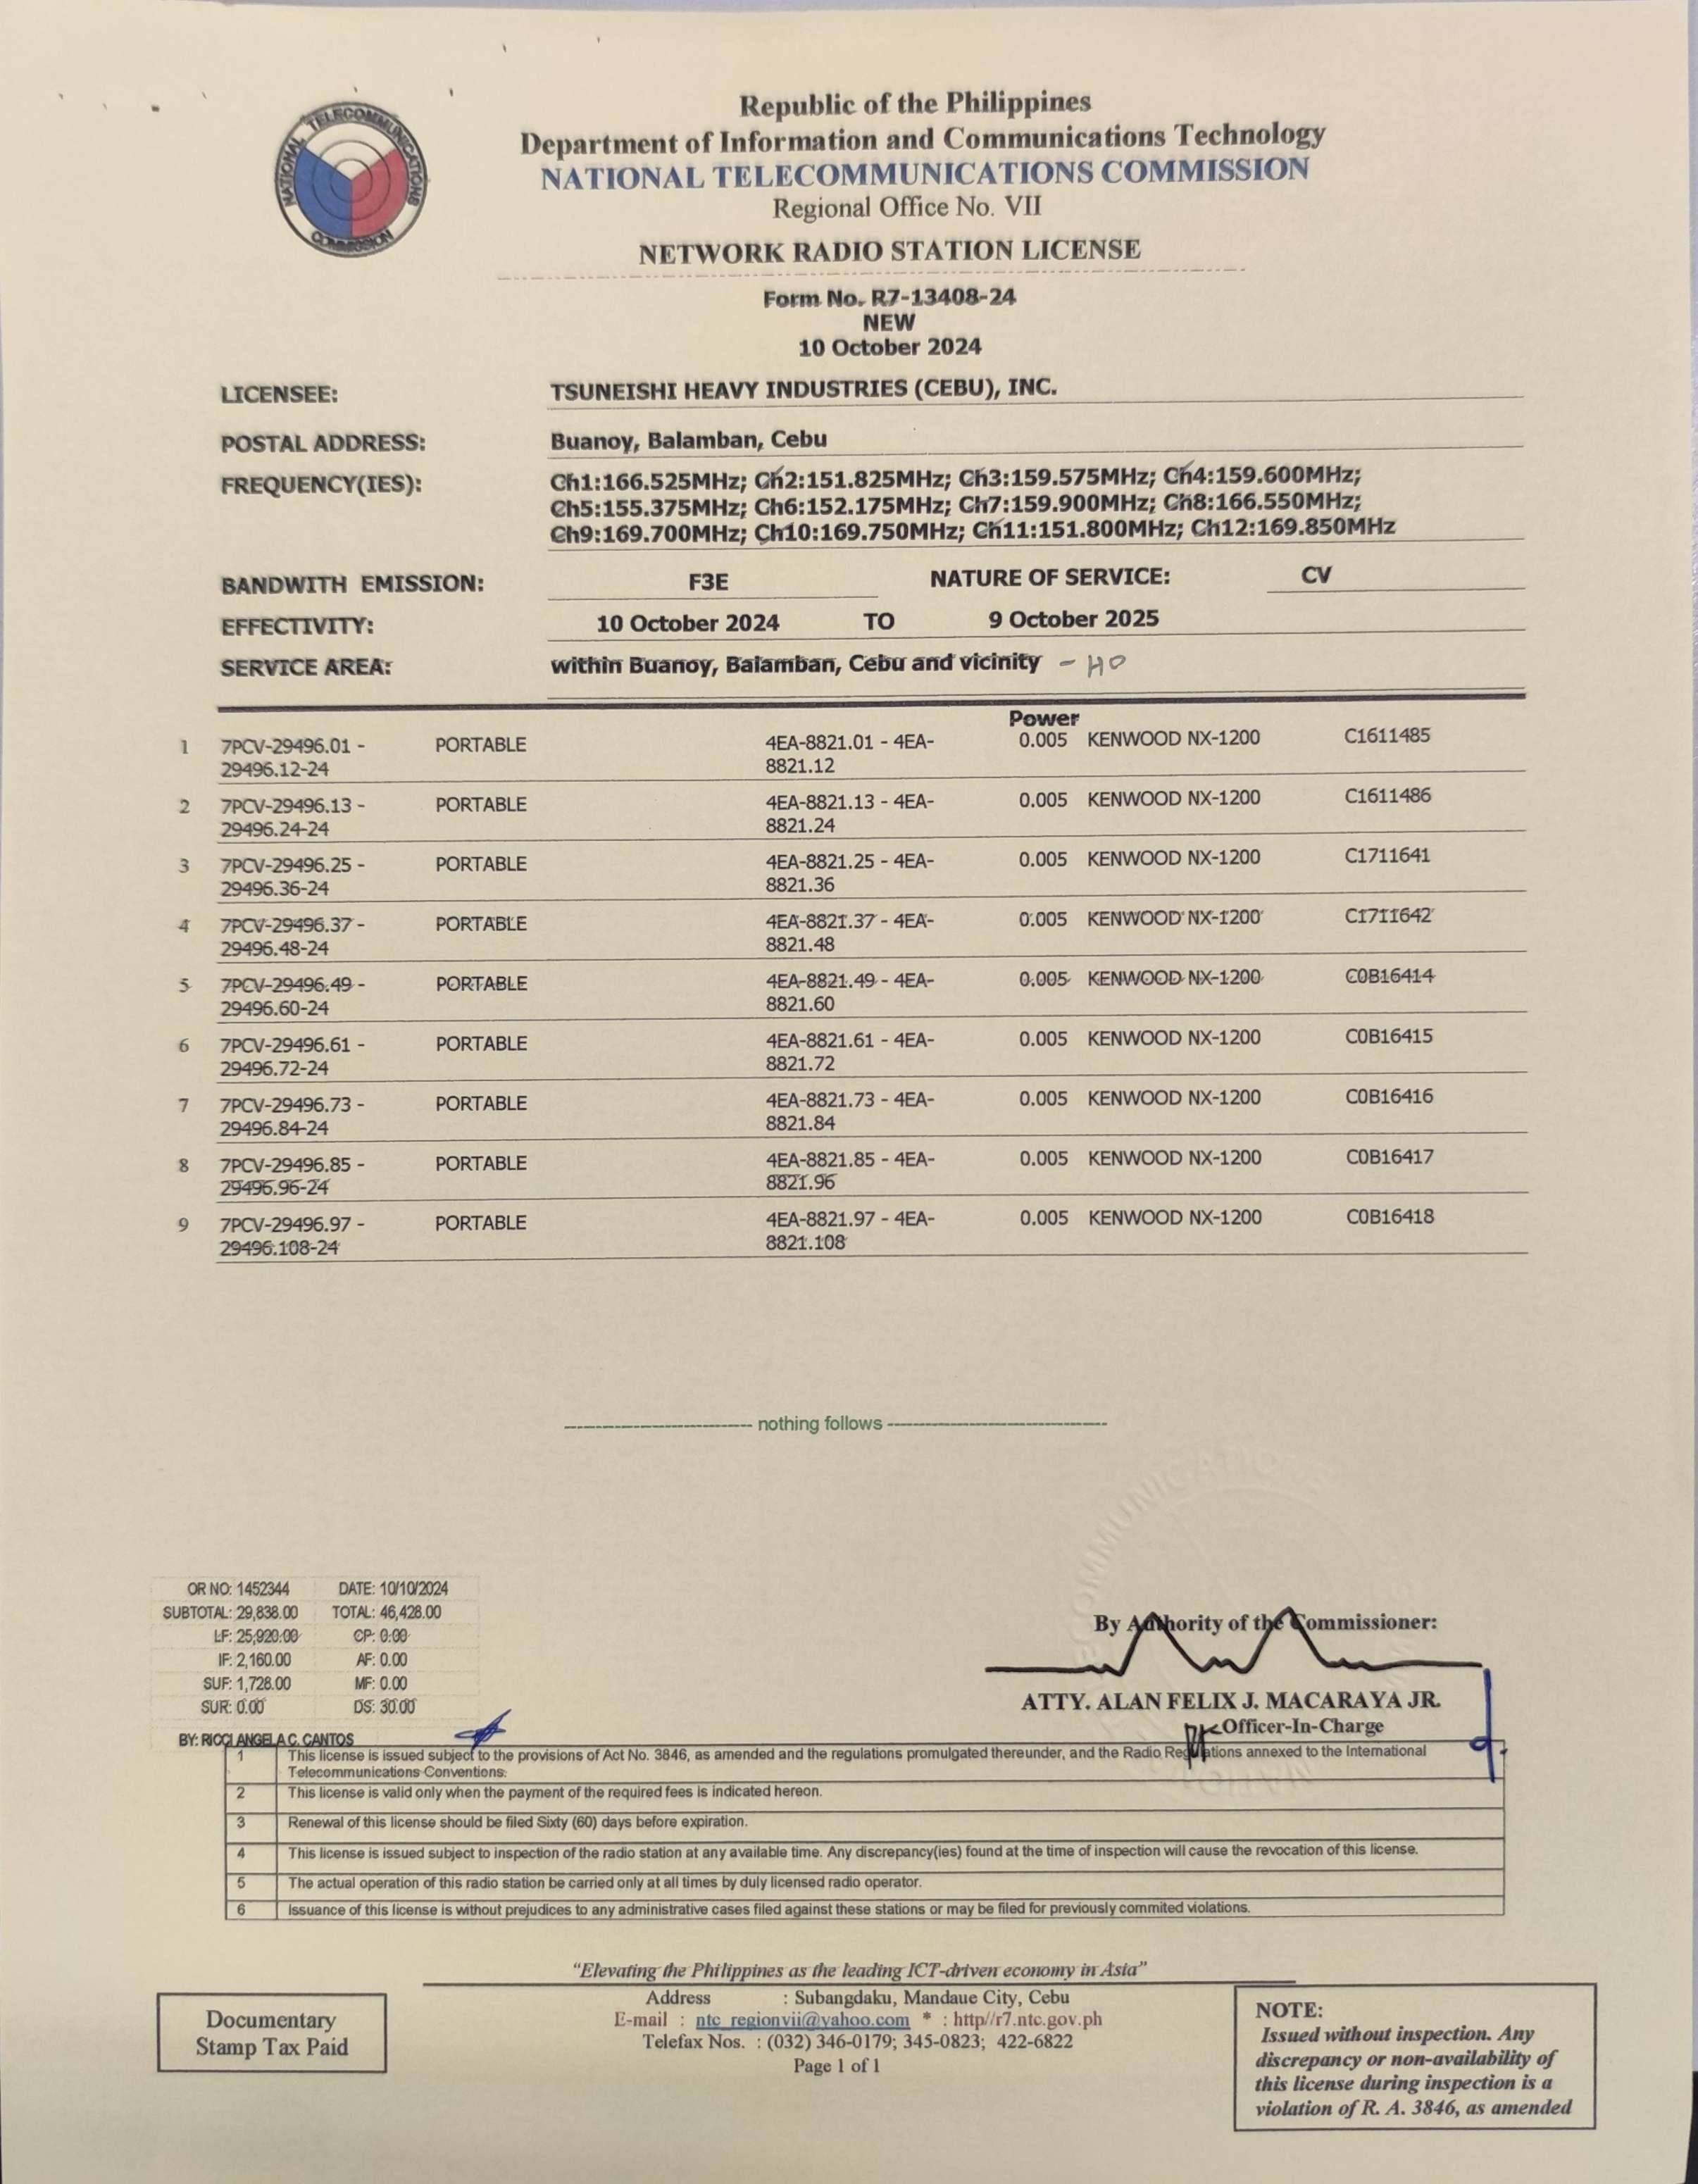 NATIONAL TELECOMMUNICATIONS COMMISSION
Republic of the Philippines
Department of Information and Communications Technology
NATIONAL TELECOMMUNICATIONS COMMISSION
Regional Office No. VII
NETWORK RADIO STATION LICENSE
Form No. R7-13408-24
NEW
10 October 2024
LICENSEE: TSUNEISHI HEAVY INDUSTRIES (CEBU), INC.
POSTAL ADDRESS: Buanoy, Balamban, Cebu
FREQUENCY(IES): Ch1:166.525MHz; Ch2:151.825MHz; Ch3:159.575MHz; Ch4:159.600MHz;
Ch5:155.375MHz; Ch6:152.175MHz; Ch7:159.900MHz; Ch8:166.550MHz;
Ch9:169.700MHz; Ch10:169.750MHz; Ch11:151.800MHz; Ch12:169.850MHz
BANDWITH EMISSION: F3E NATURE OF SERVICE: CV
EFFECTIVITY: 10 October 2024 TO 9 October 2025
SERVICE AREA: within Buanoy, Balamban, Cebu and vicinity - HO
Power
1 7PCV-29496.01 - PORTABLE 4EA-8821.01 - 4EA- 0.005 KENWOOD NX-1200 C1611485
29496.12-24 8821.12
2 7PCV-29496.13 - PORTABLE 4EA-8821.13 - 4EA- 0.005 KENWOOD NX-1200 C1611486
29496.24-24 8821.24
3 7PCV-29496.25 - PORTABLE 4EA-8821.25 - 4EA- 0.005 KENWOOD NX-1200 C1711641
29496.36-24 8821.36
4 7PCV-29496.37 - PORTABLE 4EA-8821.37 - 4EA- 0.005 KENWOOD NX-1200 C1711642
29496.48-24 8821.48
5 7PCV-29496.49 - PORTABLE 4EA-8821.49 - 4EA- 0.005 KENWOOD NX-1200 C0B16414
29496.60-24 8821.60
6 7PCV-29496.61 - PORTABLE 4EA-8821.61 - 4EA- 0.005 KENWOOD NX-1200 C0B16415
29496.72-24 8821.72
7 7PCV-29496.73 - PORTABLE 4EA-8821.73 - 4EA- 0.005 KENWOOD NX-1200 C0B16416
29496.84-24 8821.84
8 7PCV-29496.85 - PORTABLE 4EA-8821.85 - 4EA- 0.005 KENWOOD NX-1200 C0B16417
29496.96-24 8821.96
9 7PCV-29496.97 - PORTABLE 4EA-8821.97 - 4EA- 0.005 KENWOOD NX-1200 C0B16418
29496.108-24 8821.108
---------------------------- nothing follows ---------------------------------
OR NO: 1452344 DATE: 10/10/2024
SUBTOTAL: 29,838.00 TOTAL: 46,428.00
LF: 25,920.00 CP: 0.00
IF: 2,160.00 AF: 0.00
SUF: 1,728.00 MF: 0.00
SUR: 0.00 DS: 30.00
BY: RICCI ANGELA C. CANTOS
By Authority of the Commissioner:
ATTY. ALAN FELIX J. MACARAYA JR.
Officer-In-Charge
1 This license is issued subject to the provisions of Act No. 3846, as amended and the regulations promulgated thereunder, and the Radio Regulations annexed to the International
Telecommunications Conventions.
2 This license is valid only when the payment of the required fees is indicated hereon.
3 Renewal of this license should be filed Sixty (60) days before expiration.
4 This license is issued subject to inspection of the radio station at any available time. Any discrepancy(ies) found at the time of inspection will cause the revocation of this license.
5 The actual operation of this radio station be carried only at all times by duly licensed radio operator.
6 Issuance of this license is without prejudices to any administrative cases filed against these stations or may be filed for previously commited violations.
"Elevating the Philippines as the leading ICT-driven economy in Asia"
Address : Subangdaku, Mandaue City, Cebu
E-mail : ntc_regionvii@yahoo.com * : http//r7.ntc.gov.ph
Telefax Nos. : (032) 346-0179; 345-0823; 422-6822
Page 1 of 1
Documentary
Stamp Tax Paid
NOTE:
Issued without inspection. Any
discrepancy or non-availability of
this license during inspection is a
violation of R. A. 3846, as amended